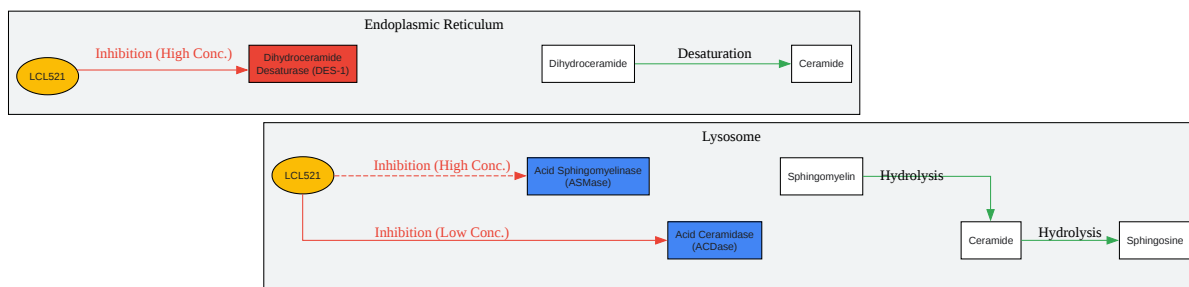 Endoplasmic Reticulum
LCL521
Inhibition (High Conc.)
Dihydroceramide
Desaturase (DES-1)
Dihydroceramide
Desaturation
Ceramide
Lysosome
LCL521
Inhibition (High Conc.)
Acid Sphingomyelinase
(ASMase)
Sphingomyelin
Hydrolysis
Inhibition (Low Conc.)
Acid Ceramidase
(ACDase)
Ceramide
Hydrolysis
Sphingosine